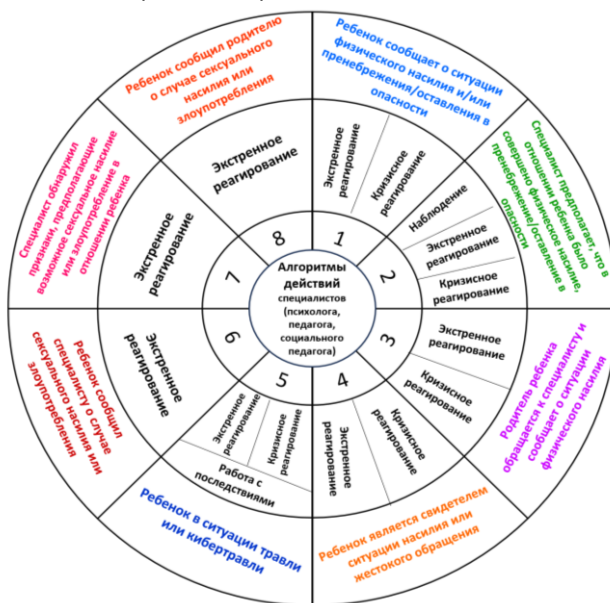 Алгоритмы
действий
специалистов
(психолога,
педагога,
социального
педагога)
1
Экстренное
реагирование
Кризисное
реагирование
Ребенок сообщает о ситуации
физического насилия и/или
пренебрежения/оставления в
опасности
2
Наблюдение
Экстренное
реагирование
Кризисное
реагирование
Специалист предполагает, что в
отношении ребенка было
совершено физическое насилие,
пренебрежение/оставление в
опасности
3
Экстренное
реагирование
Кризисное
реагирование
Родитель ребенка
обращается к специалисту и
сообщает о ситуации
физического насилия
4
Экстренное
реагирование
Кризисное
реагирование
Ребенок является свидетелем
ситуации насилия или
жестокого обращения
5
Экстренное
реагирование
Кризисное
реагирование
Работа с
последствиями
Ребенок в ситуации травли
или кибертравли
6
Экстренное
реагирование
Ребенок сообщил
специалисту о случае
сексуального насилия или
злоупотребления
7
Экстренное
реагирование
Специалист обнаружил
признаки, предполагающие
возможное сексуальное насилие
или злоупотребление в
отношении ребенка
8
Экстренное
реагирование
Ребенок сообщил родителю
о случае сексуального
насилия или
злоупотребления